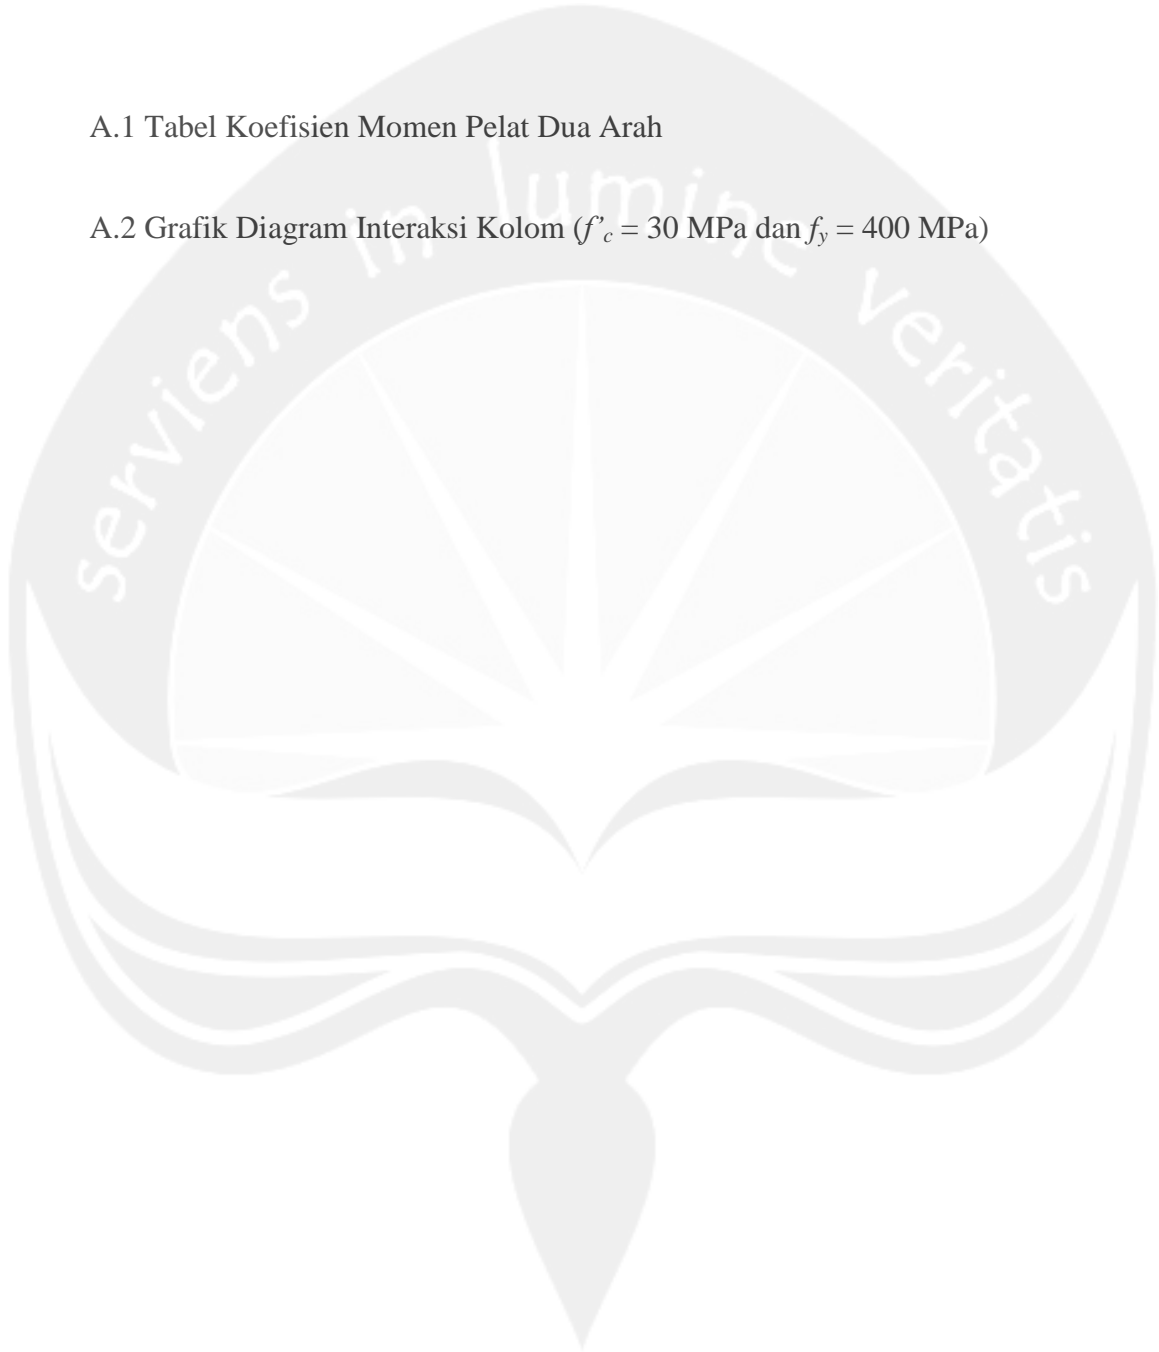 A.1 Tabel Koefisien Momen Pelat Dua Arah
A.2 Grafik Diagram Interaksi Kolom (f’c = 30 MPa dan fy = 400 MPa)
serviens in lumine veritatis